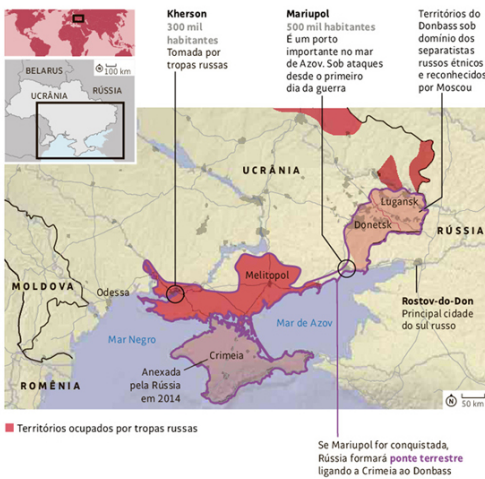 Kherson
300 mil
habitantes
Tomada por
tropas russas
Mariupol
500 mil habitantes
É um porto
importante no mar
de Azov. Sob ataques
desde o primeiro
dia da guerra
Territórios do
Donbass sob
domínio dos
separatistas
russos étnicos
e reconhecidos
por Moscou
N
100 km
BELARUS
UCRÂNIA
RÚSSIA
UCRÂNIA
Lugansk
Donetsk
RÚSSIA
MOLDOVA
Odessa
Melitopol
Rostov-do-Don
Principal cidade
do sul russo
Mar Negro
Mar de Azov
Crimeia
Anexada
pela Rússia
em 2014
ROMÊNIA
N
50 km
Territórios ocupados por tropas russas
Se Mariupol for conquistada,
Rússia formará ponte terrestre
ligando a Crimeia ao Donbass